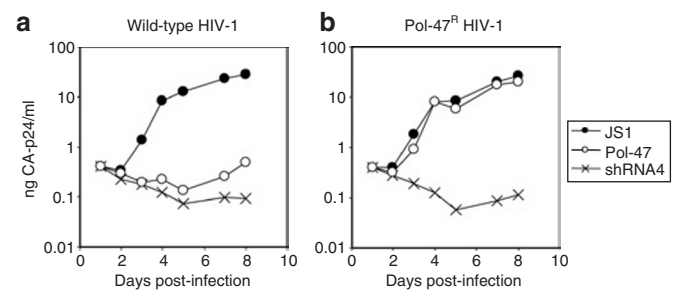 a Wild-type HIV-1
100
10
1
0.1
0.01
0 2 4 6 8 10
Days post-infection
ng CA-p24/ml
b Pol-47ᴿ HIV-1
100
10
1
0.1
0.01
0 2 4 6 8 10
Days post-infection
JS1
Pol-47
shRNA4